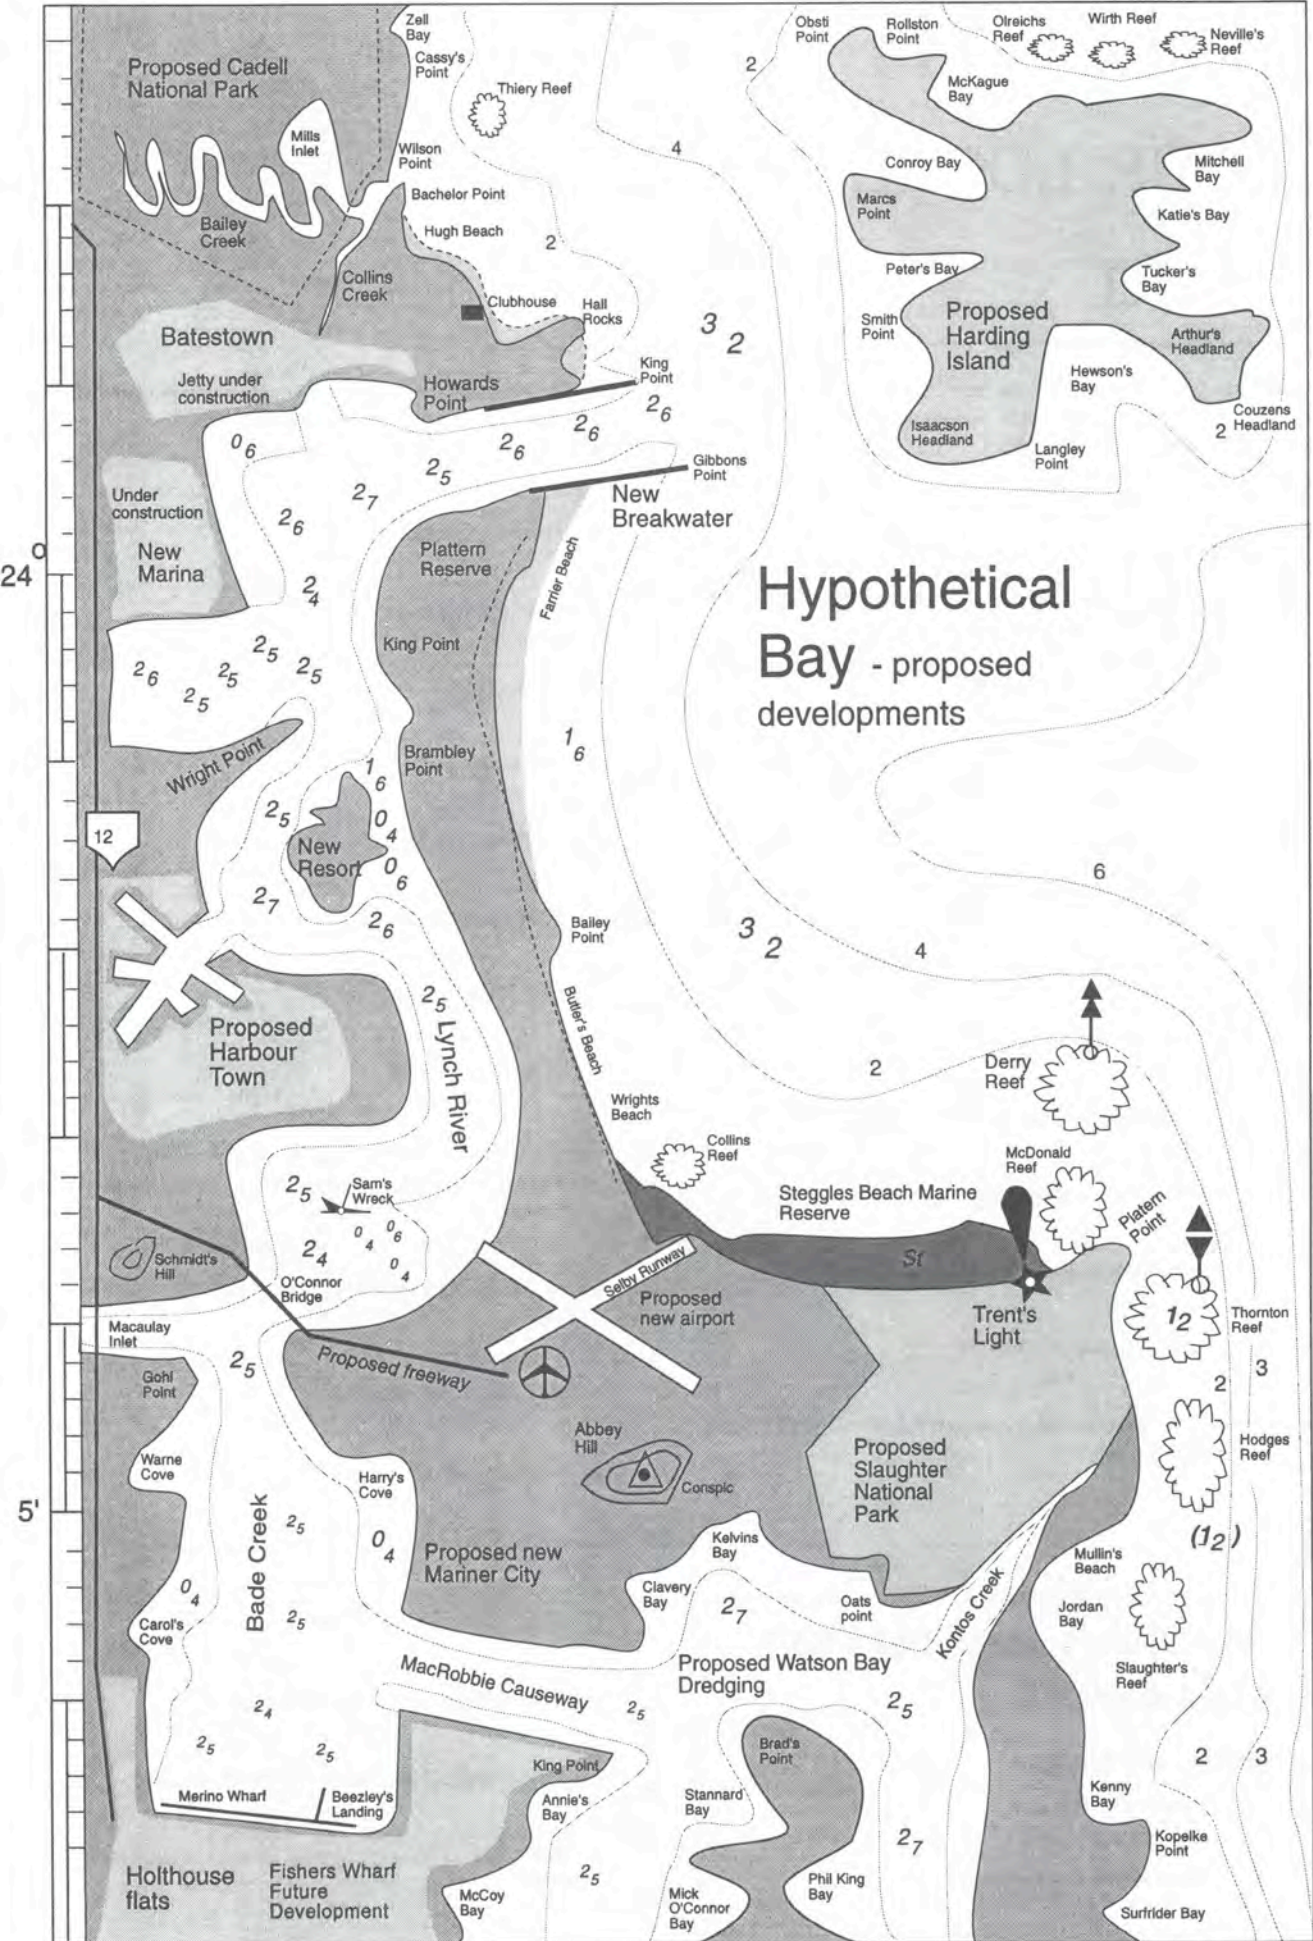 Zell
Bay
Cassy's
Point
Obsti
Point
Rollston
Point
Olreichs
Reef
Wirth Reef
Neville's
Reef
Proposed Cadell
National Park
Thiery Reef
2
McKague
Bay
Mills
Inlet
Wilson
Point
4
Conroy Bay
Mitchell
Bay
Bachelor Point
Marcs
Point
Katie's Bay
Bailey
Creek
Hugh Beach
2
Collins
Creek
Peter's Bay
Tucker's
Bay
Clubhouse
Hall
Rocks
3 2
Smith
Point
Proposed
Harding
Island
Arthur's
Headland
Batestown
Jetty under
construction
Howards
Point
King
Point
Hewson's
Bay
2 6
Isaacson
Headland
Langley
Point
2
Couzens
Headland
0 6
2 6
2 6
2 5
Gibbons
Point
Under
construction
2 7
2 6
New
Breakwater
New
Marina
Plattern
Reserve
Farrier Beach
0
24
2 4
Hypothetical
Bay - proposed
developments
King Point
2 5
2 6
2 5
2 5
2 5
Wright Point
Brambley
Point
1 6
1 6
2 5
0 4
12
New
Resort
0 6
6
2 7
2 6
Bailey
Point
3 2
4
2 5
Lynch River
Butler's Beach
Proposed
Harbour
Town
2
Derry
Reef
Wrights
Beach
Collins
Reef
McDonald
Reef
2 5
Sam's
Wreck
Steggles Beach Marine
Reserve
Platern
Point
0 4
0 6
2 4
0 4
St
Schmidt's
Hill
O'Connor
Bridge
Selby Runway
Proposed
new airport
Trent's
Light
1 2
Thornton
Reef
Macaulay
Inlet
2 5
Proposed freeway
3
Gohl
Point
2
Abbey
Hill
Conspic
Proposed
Slaughter
National
Park
Hodges
Reef
Warne
Cove
Harry's
Cove
5'
Bade Creek
2 5
0 4
Proposed new
Mariner City
Kelvins
Bay
(1 2)
Mullin's
Beach
0 4
Clavery
Bay
2 7
Oats
point
Kontos Creek
Jordan
Bay
Carol's
Cove
2 5
MacRobbie Causeway
Proposed Watson Bay
Dredging
Slaughter's
Reef
2 4
2 5
2 5
2 5
2 5
Brad's
Point
2
3
King Point
Merino Wharf
Beezley's
Landing
Annie's
Bay
Stannard
Bay
Kenny
Bay
2 7
Kopelke
Point
Holthouse
flats
Fishers Wharf
Future
Development
2 5
McCoy
Bay
Mick
O'Connor
Bay
Phil King
Bay
Surfrider Bay